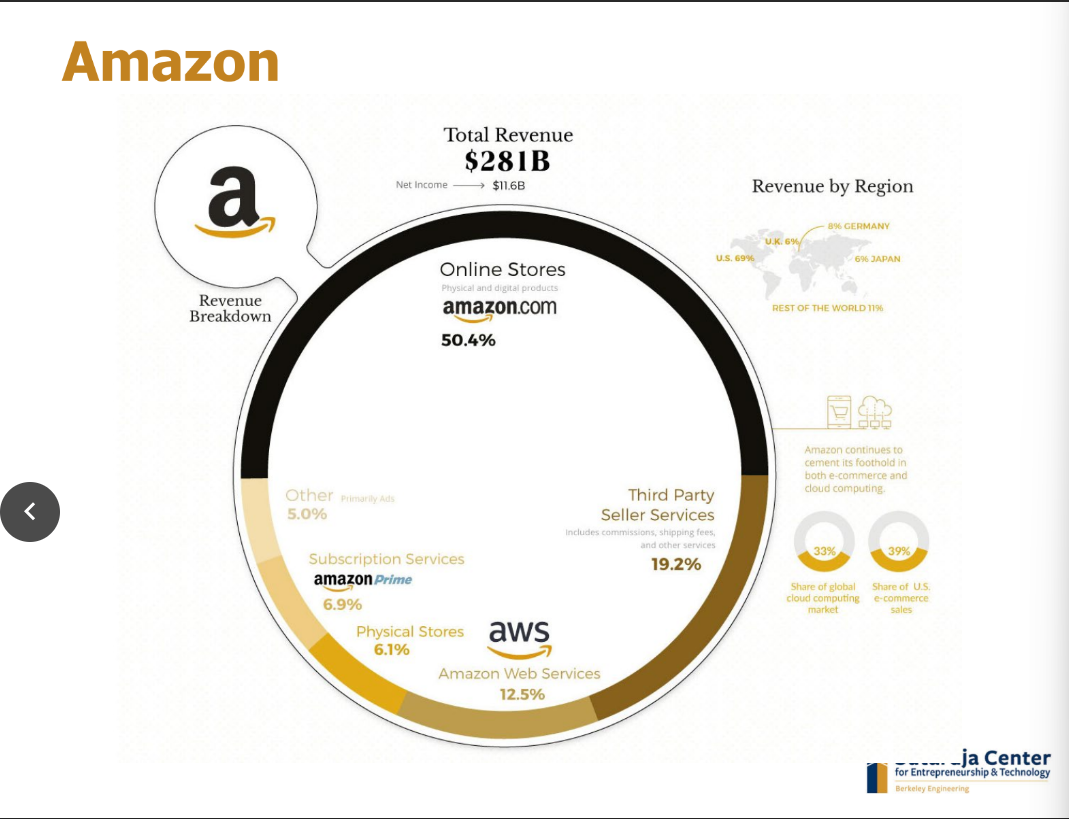 Amazon
Total Revenue
$281B
Net Income
$11.6B
a
Revenue
Breakdown
Revenue by Region
8% GERMANY
U.K. 6%
U.S. 69%
6% JAPAN
REST OF THE WORLD 11%
Online Stores
Physical and digital products
amazon.com
50.4%
Amazon continues to
cement its foothold in
both e-commerce and
cloud computing.
33%
39%
Share of global
cloud computing
market
Share of U.S.
e-commerce
sales
Other Primarily Ads
5.0%
Third Party
Seller Services
Includes commissions, shipping fees,
and other services
19.2%
Subscription Services
amazon Prime
6.9%
Physical Stores
6.1%
aws
Amazon Web Services
12.5%
ja Center
for Entrepreneurship & Technology
Berkeley Engineering